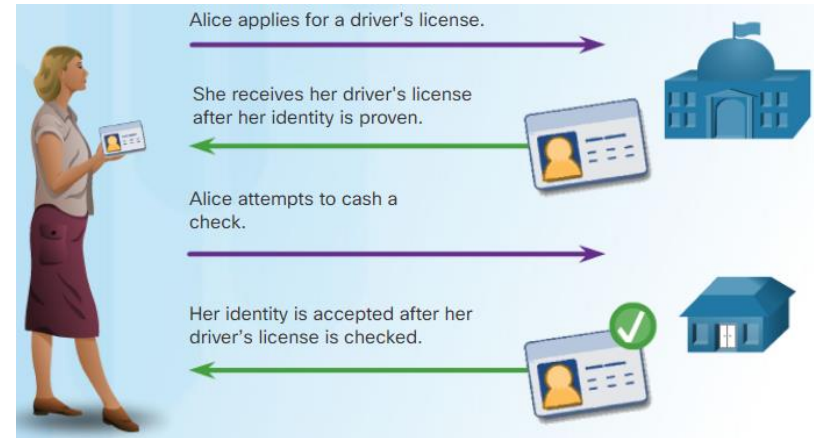 Alice applies for a driver's license.
She receives her driver's license
after her identity is proven.
Alice attempts to cash a
check.
Her identity is accepted after her
driver's license is checked.